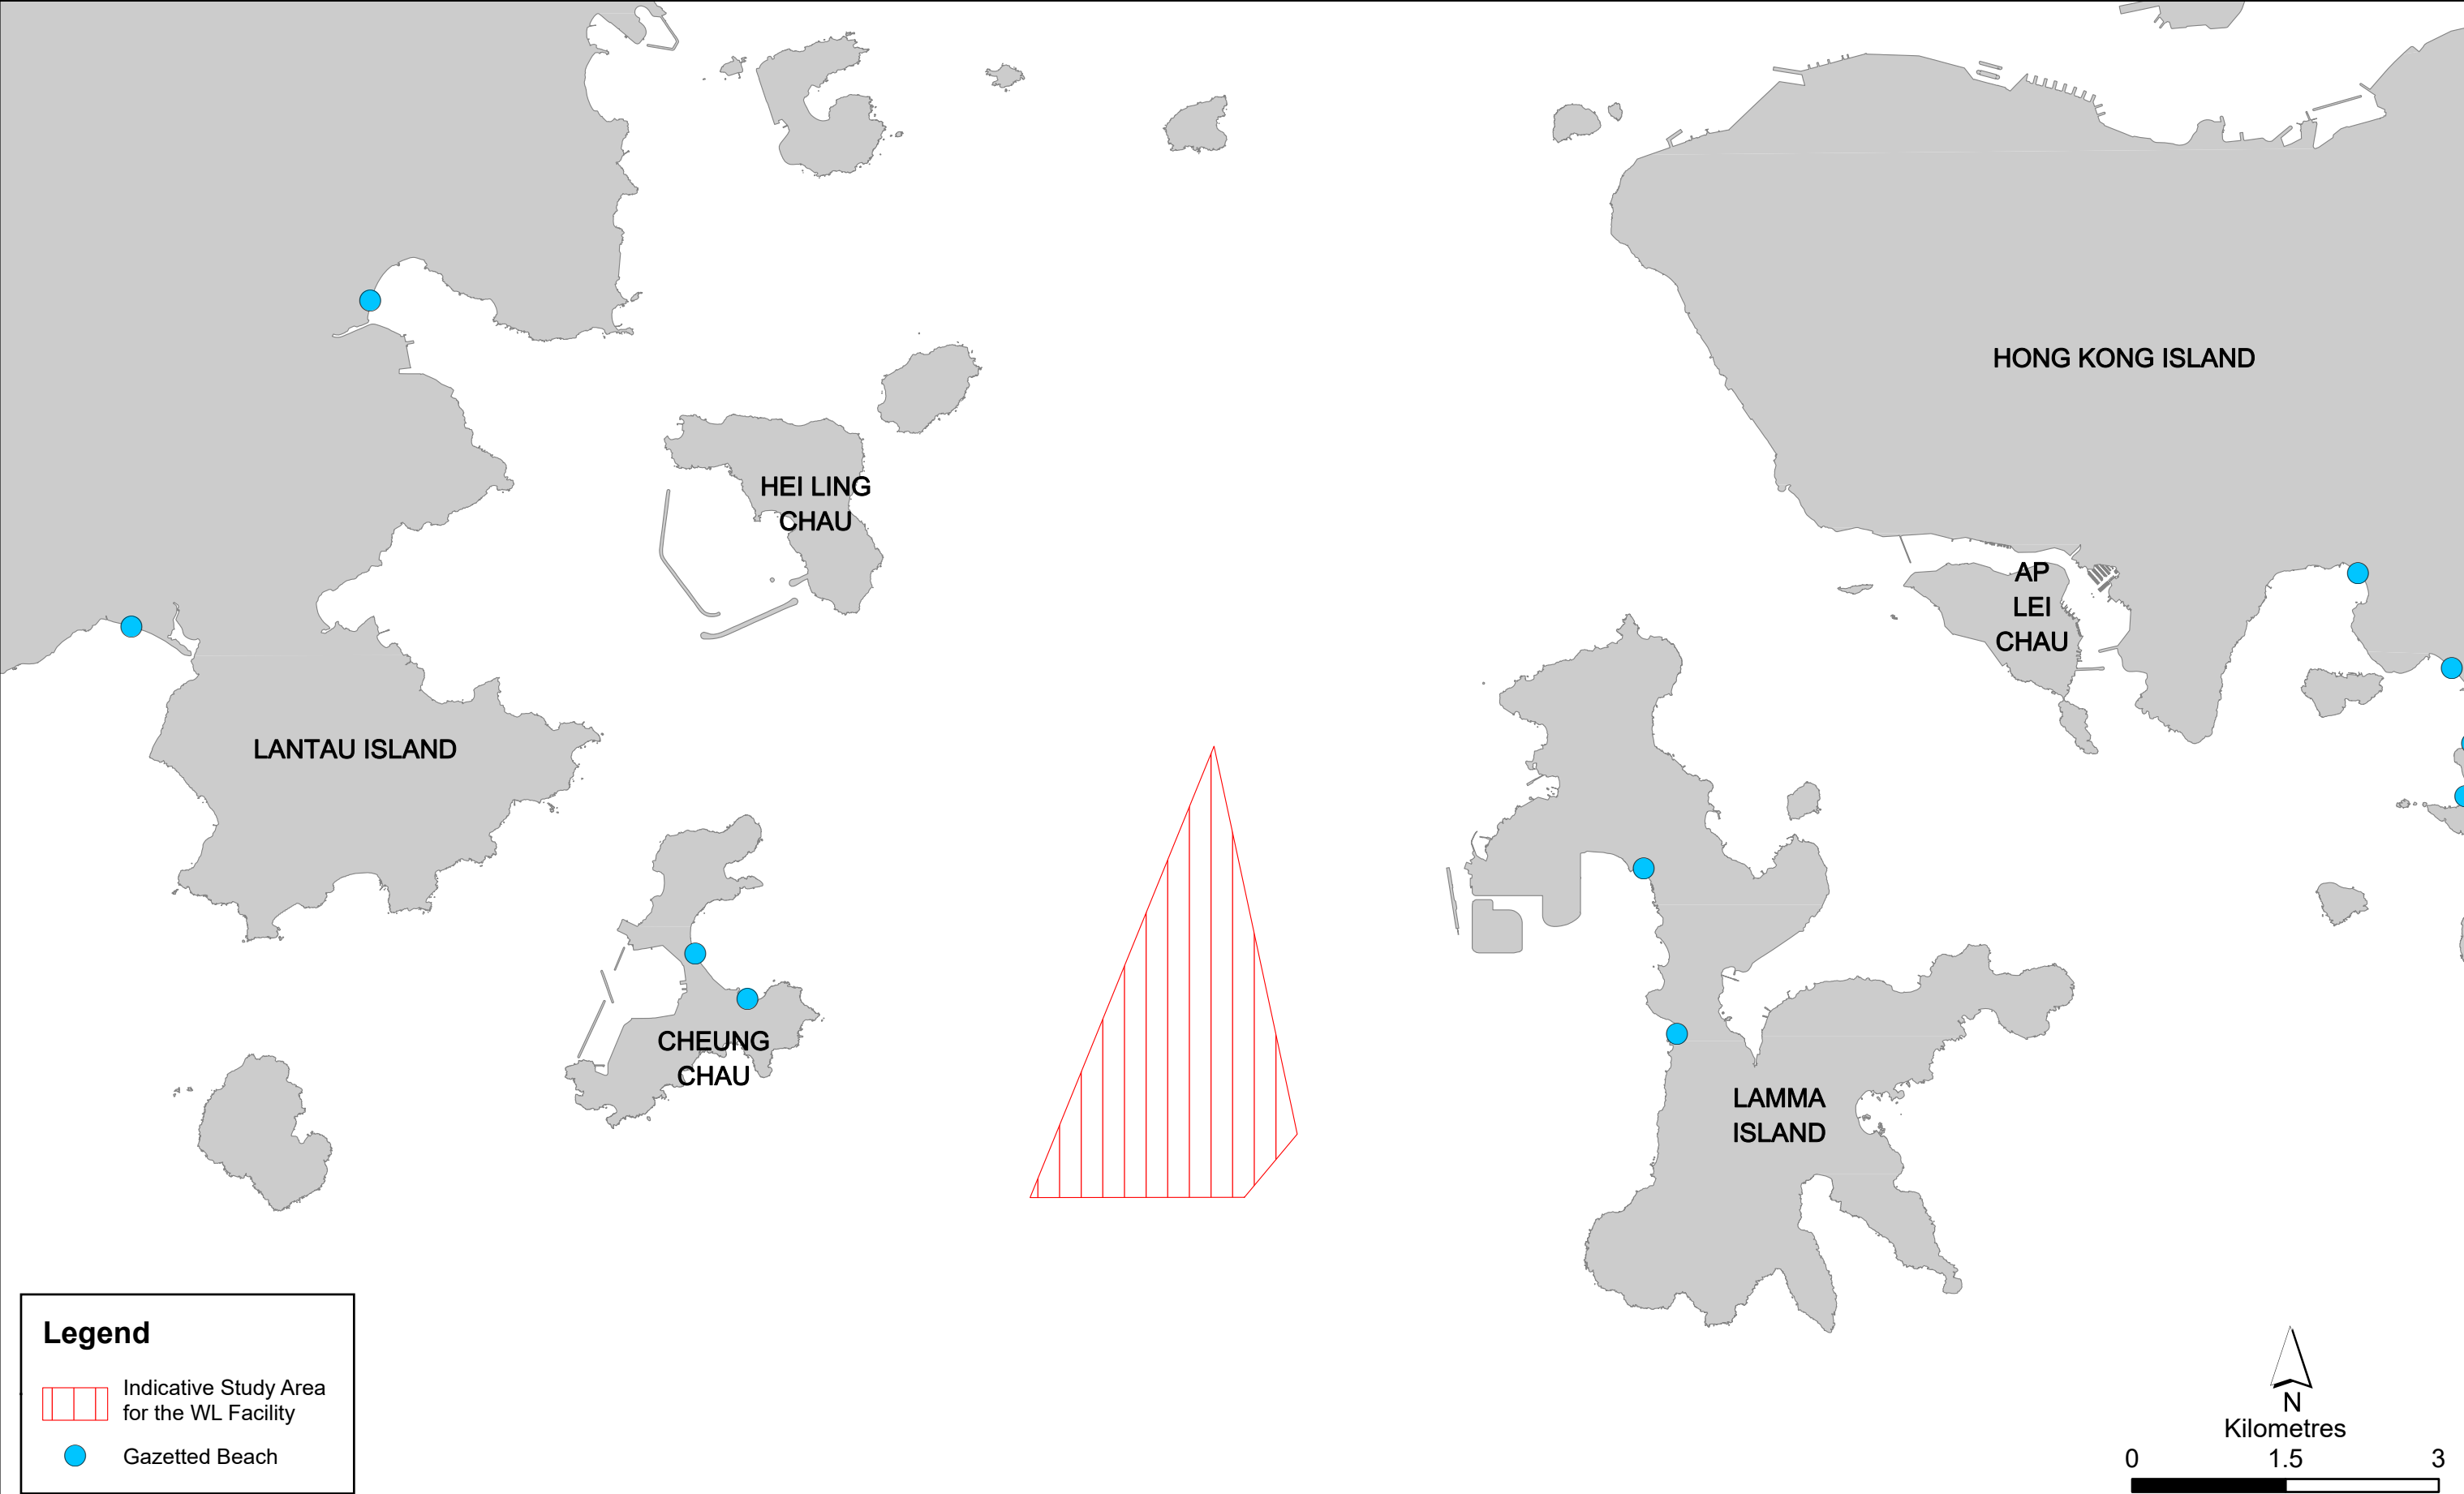 HONG KONG ISLAND
HEI LING
CHAU
AP
LEI
CHAU
LANTAU ISLAND
CHEUNG
CHAU
LAMMA
ISLAND
Legend
Indicative Study Area
for the WL Facility
Gazetted Beach
N
Kilometres
0 1.5 3